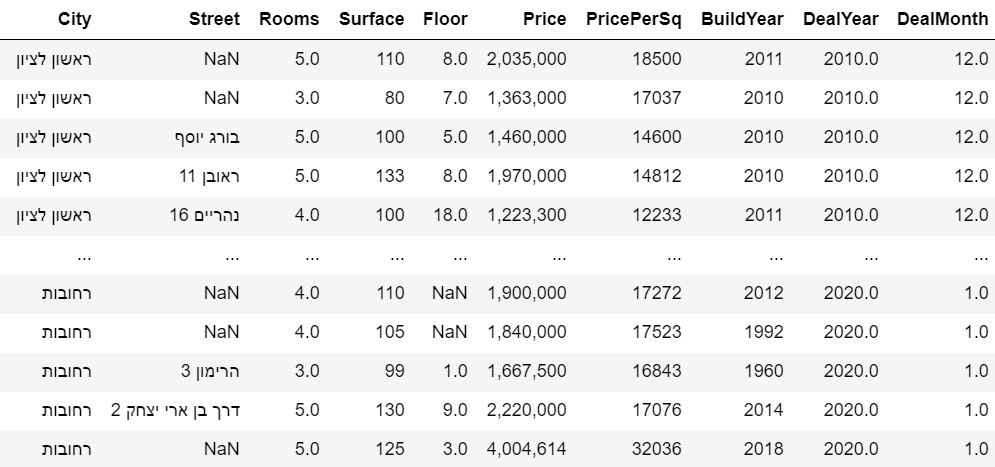 City Street Rooms Surface Floor Price PricePerSq BuildYear DealYear DealMonth
ראשון לציון NaN 5.0 110 8.0 2,035,000 18500 2011 2010.0 12.0
ראשון לציון NaN 3.0 80 7.0 1,363,000 17037 2010 2010.0 12.0
ראשון לציון בורג יוסף 5.0 100 5.0 1,460,000 14600 2010 2010.0 12.0
ראשון לציון ראובן 11 5.0 133 8.0 1,970,000 14812 2010 2010.0 12.0
ראשון לציון נהריים 16 4.0 100 18.0 1,223,300 12233 2011 2010.0 12.0
... ... ... ... ... ... ... ... ... ...
רחובות NaN 4.0 110 NaN 1,900,000 17272 2012 2020.0 1.0
רחובות NaN 4.0 105 NaN 1,840,000 17523 1992 2020.0 1.0
רחובות הרימון 3 3.0 99 1.0 1,667,500 16843 1960 2020.0 1.0
רחובות דרך בן ארי יצחק 2 5.0 130 9.0 2,220,000 17076 2014 2020.0 1.0
רחובות NaN 5.0 125 3.0 4,004,614 32036 2018 2020.0 1.0